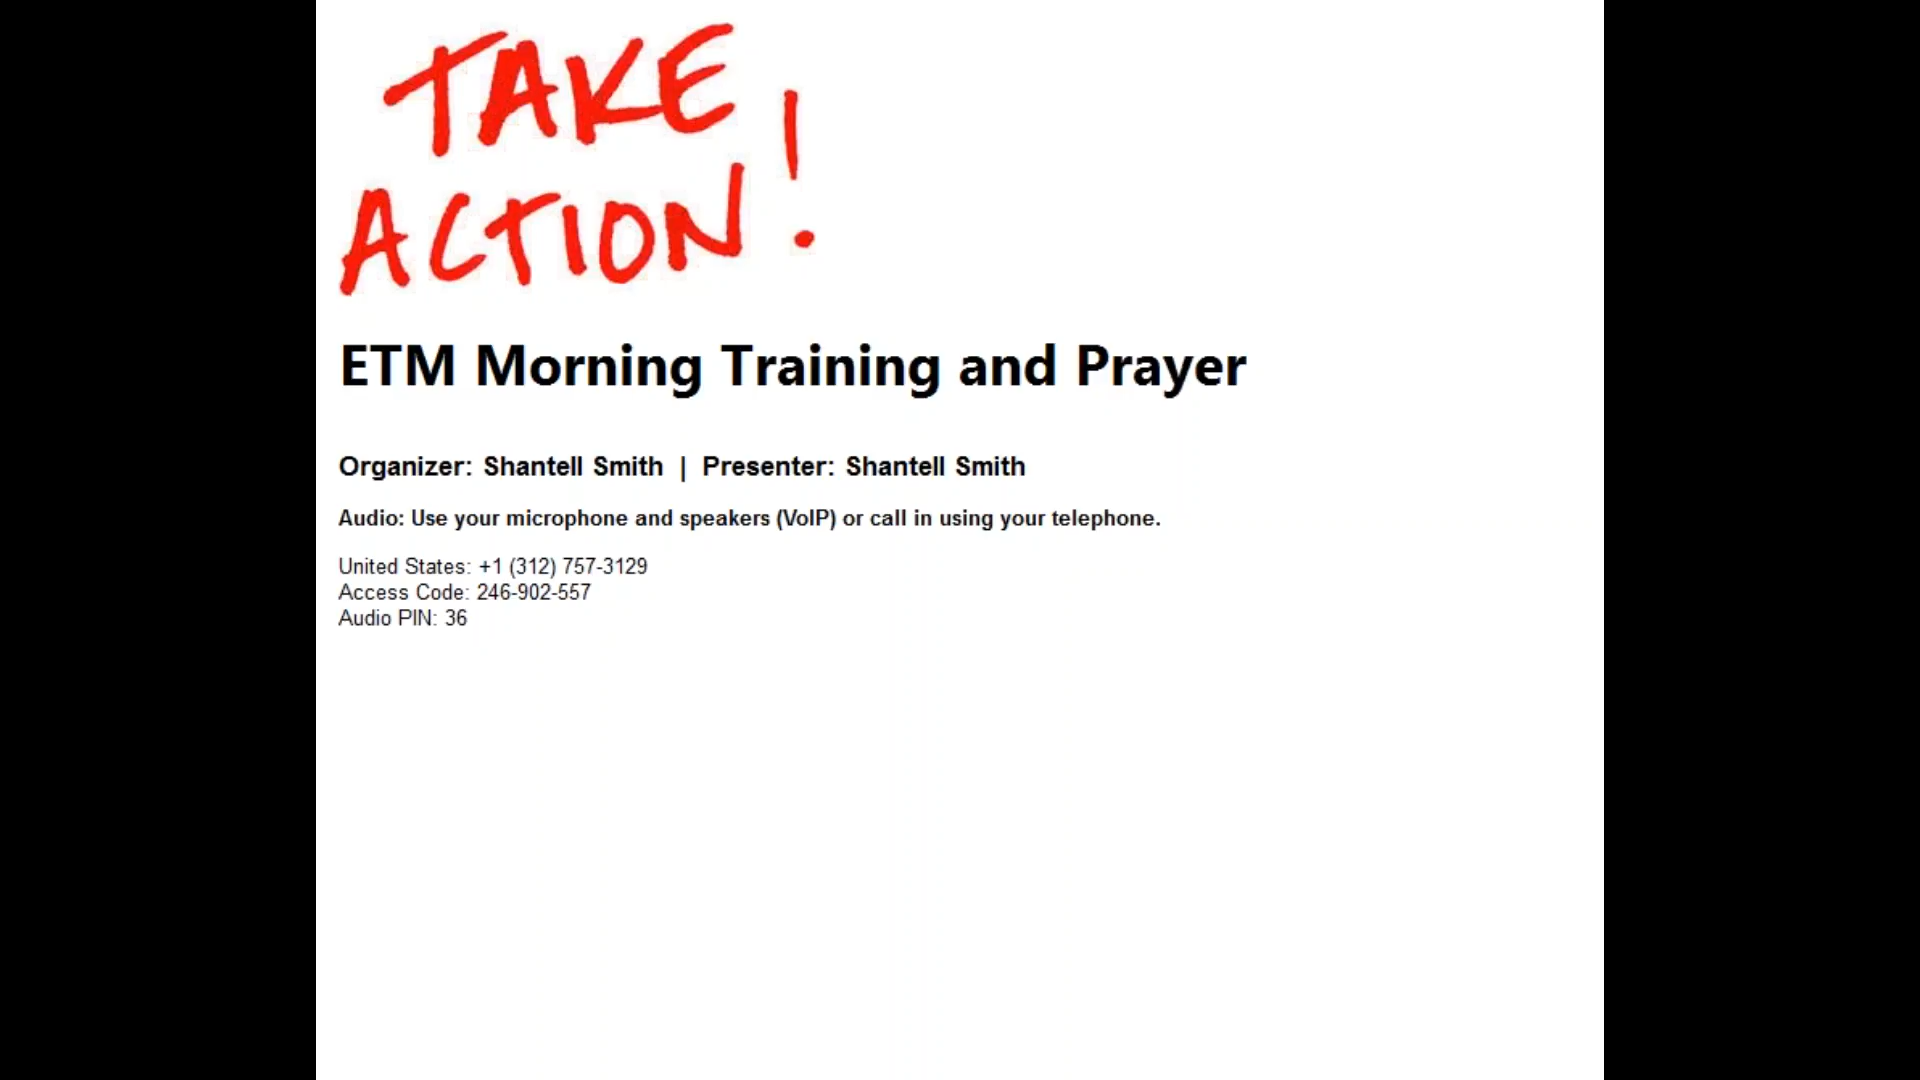 TAKE
ACTION!
ETM Morning Training and Prayer
Organizer: Shantell Smith | Presenter: Shantell Smith
Audio: Use your microphone and speakers (VoIP) or call in using your telephone.
United States: +1 (312) 757-3129
Access Code: 246-902-557
Audio PIN: 36